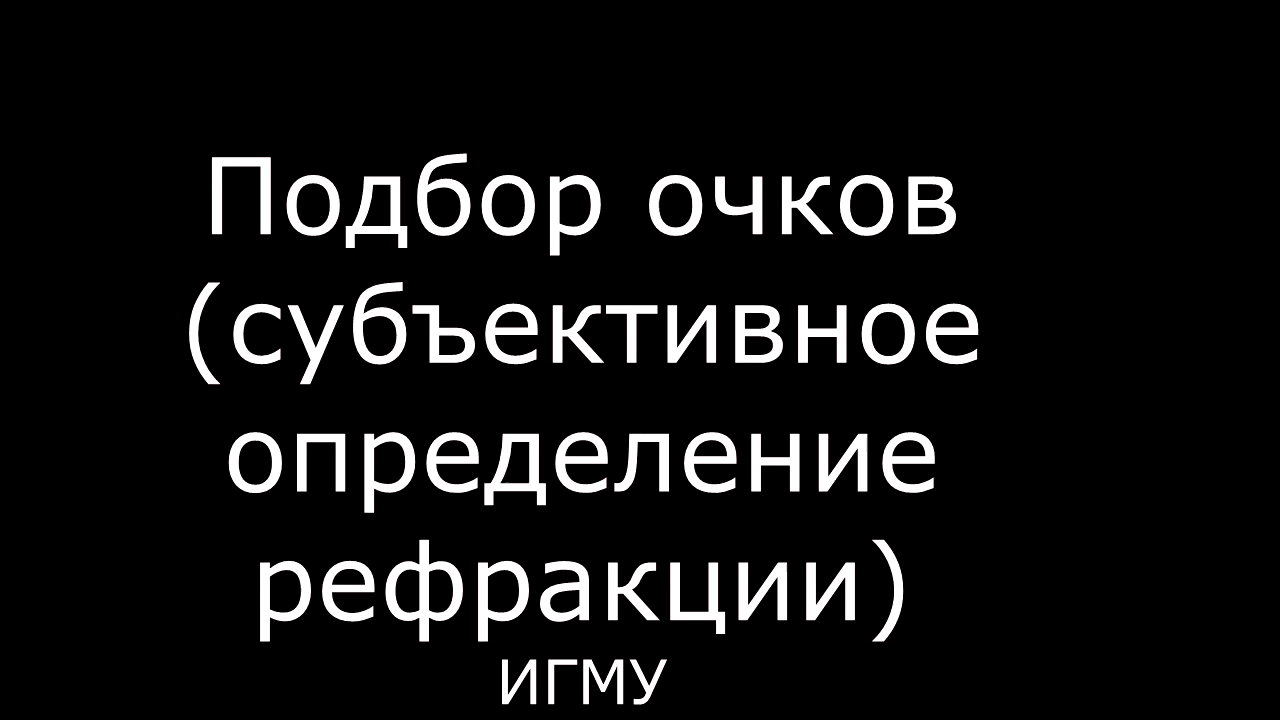 Подбор очков
(субъективное
определение
рефракции)
ИГМУ